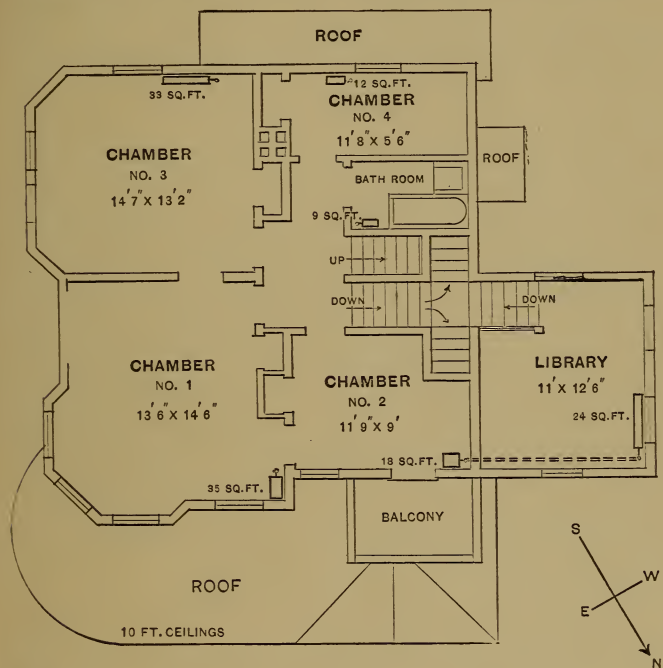 ROOF
33 SQ.FT.
12 SQ.FT.
CHAMBER
NO. 4
11'8" X 5'6"
CHAMBER
NO. 3
14'7" X 13'2"
ROOF
BATH ROOM
9 SQ.FT.
UP
DOWN
DOWN
CHAMBER
NO. 1
13'6" X 14'6"
CHAMBER
NO. 2
11'9" X 9'
LIBRARY
11' X 12'6"
24 SQ.FT.
18 SQ.FT.
35 SQ.FT.
BALCONY
ROOF
10 FT. CEILINGS
S
W
E
N